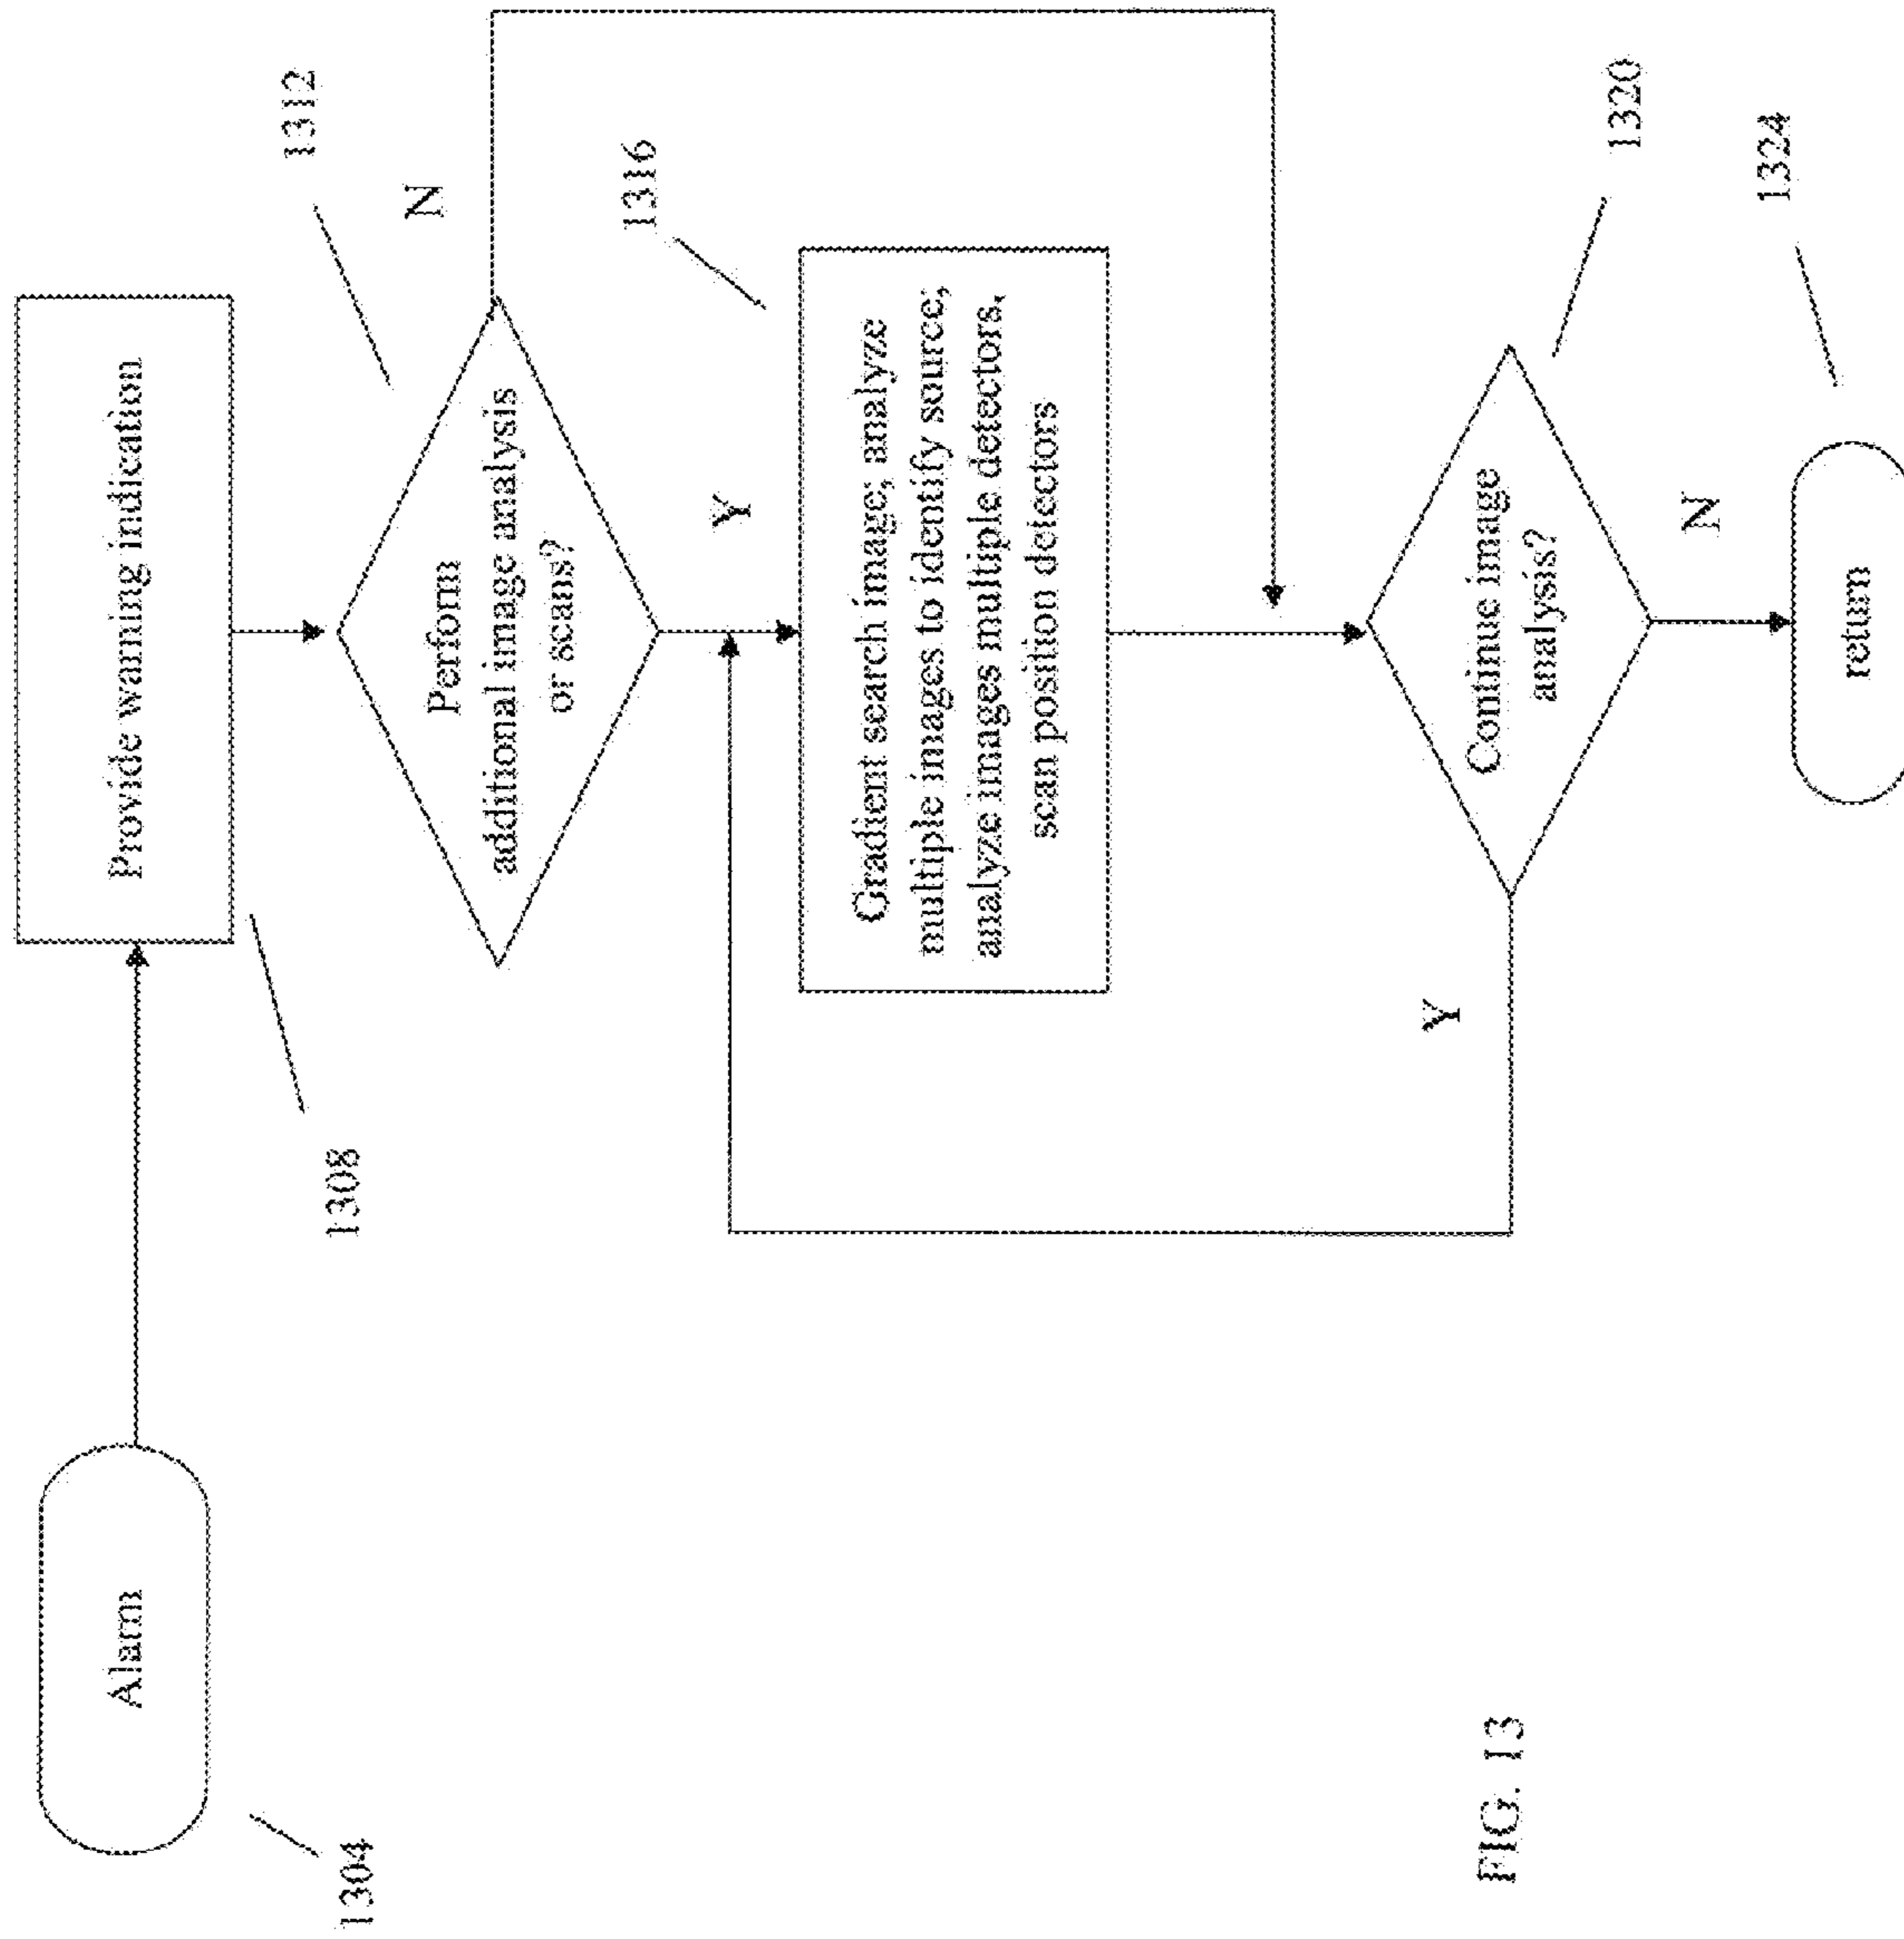 Alarm
1304
Provide warning indication
1308
Perform
additional image analysis
or scans?
1312
N
Y
Gradient search image; analyze
multiple images to identify source;
analyze images multiple detectors,
scan position detectors
1316
Continue image
analysis?
1320
Y
N
return
1324
FIG. 13